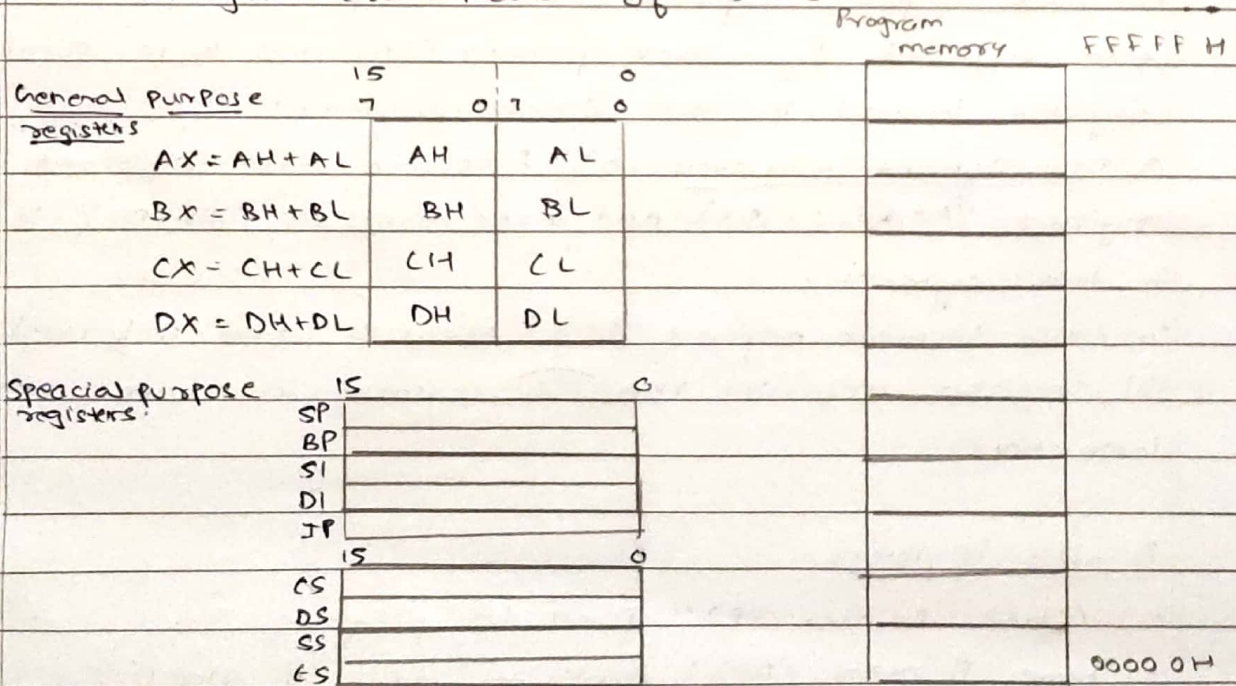 Program
memory
FFFFF H
15 0
General purpose 7 0 7 0
registers
AX = AH + AL AH AL
BX = BH + BL BH BL
CX = CH + CL CH CL
DX = DH + DL DH DL
Speacial purpose 15 0
registers:
SP
BP
SI
DI
IP
15 0
CS
DS
SS
ES
0000 0H